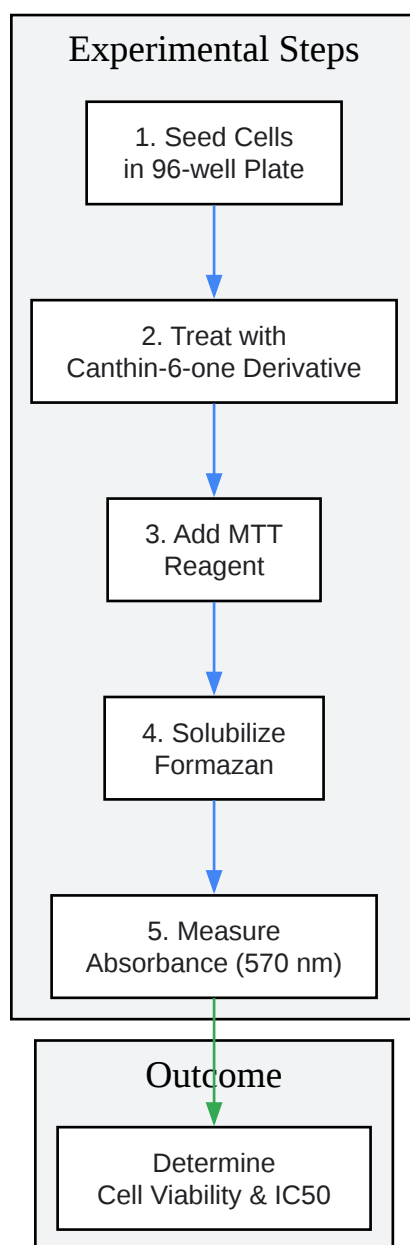 Experimental Steps
1. Seed Cells
in 96-well Plate
2. Treat with
Canthin-6-one Derivative
3. Add MTT
Reagent
4. Solubilize
Formazan
5. Measure
Absorbance (570 nm)
Outcome
Determine
Cell Viability & IC50